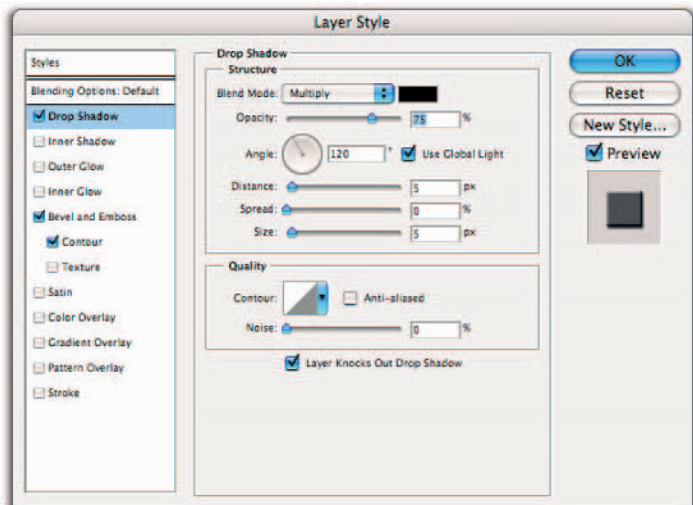 Layer Style
Styles
Blending Options: Default
Drop Shadow
Inner Shadow
Outer Glow
Inner Glow
Bevel and Emboss
Contour
Texture
Satin
Color Overlay
Gradient Overlay
Pattern Overlay
Stroke
Drop Shadow
Structure
Blend Mode: Multiply
Opacity: 75 %
Angle: 120 ° Use Global Light
Distance: 5 px
Spread: 0 %
Size: 5 px
Quality
Contour: Anti-aliased
Noise: 0 %
Layer Knocks Out Drop Shadow
OK
Reset
New Style...
Preview